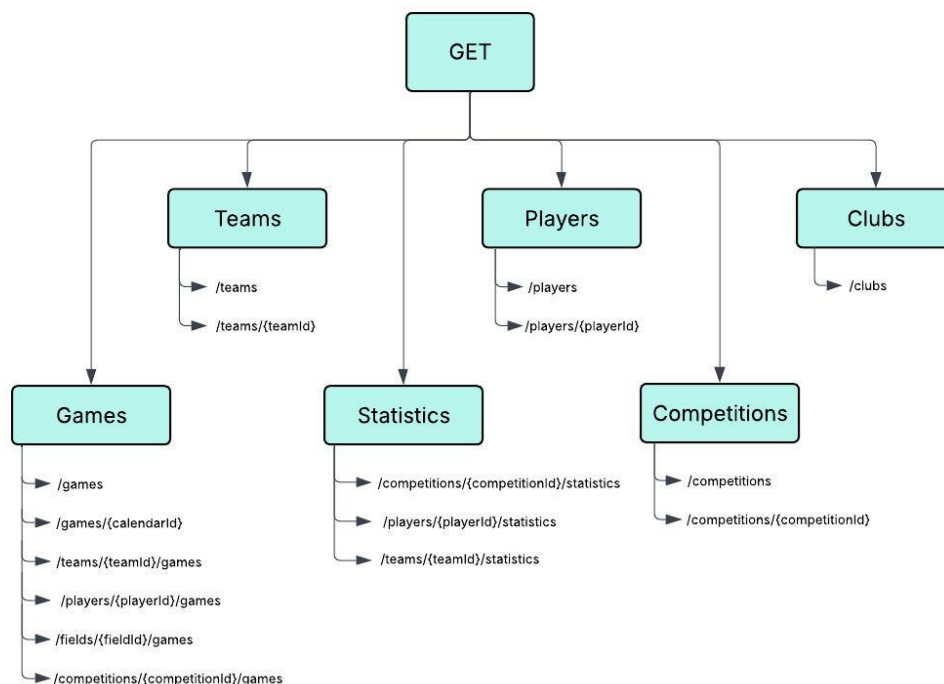 GET
Teams
/teams
/teams/{teamId}
Players
/players
/players/{playerId}
Clubs
/clubs
Games
/games
/games/{calendarId}
/teams/{teamId}/games
/players/{playerId}/games
/fields/{fieldId}/games
/competitions/{competitionId}/games
Statistics
/competitions/{competitionId}/statistics
/players/{playerId}/statistics
/teams/{teamId}/statistics
Competitions
/competitions
/competitions/{competitionId}